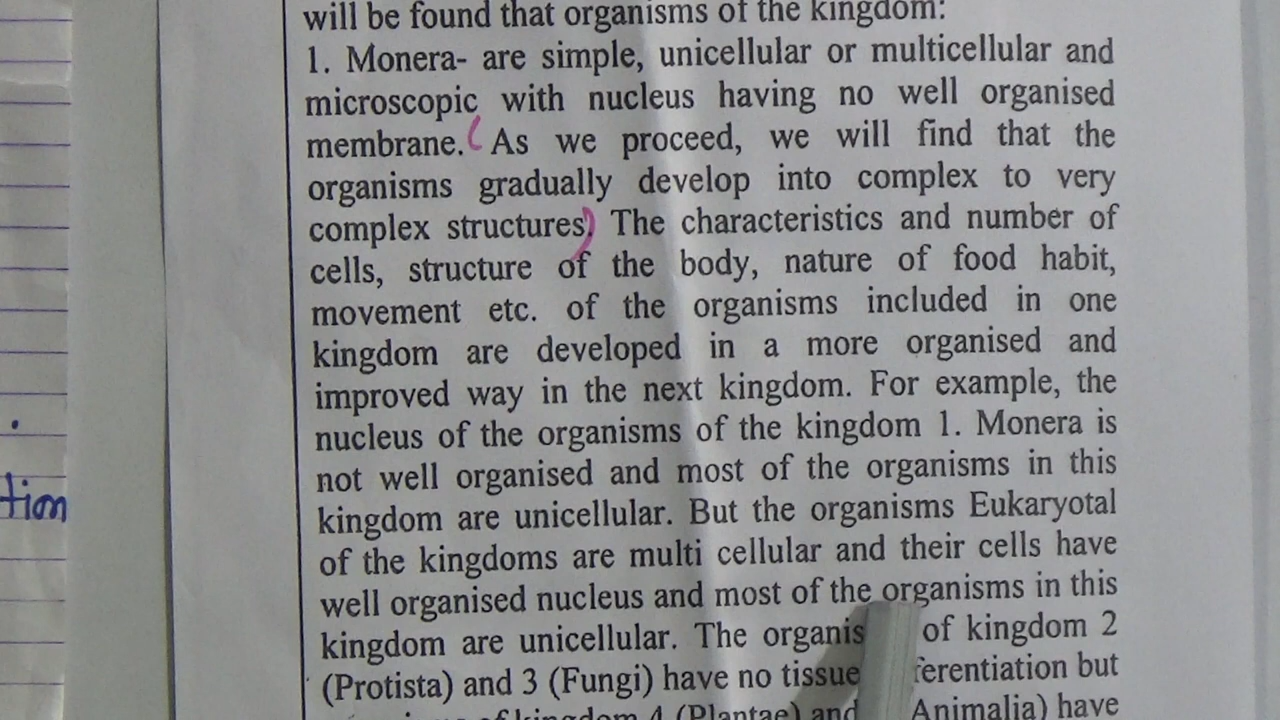 will be found that organisms of the kingdom:
1. Monera- are simple, unicellular or multicellular and
microscopic with nucleus having no well organised
membrane. ( As we proceed, we will find that the
organisms gradually develop into complex to very
complex structures.) The characteristics and number of
cells, structure of the body, nature of food habit,
movement etc. of the organisms included in one
kingdom are developed in a more organised and
improved way in the next kingdom. For example, the
nucleus of the organisms of the kingdom 1. Monera is
not well organised and most of the organisms in this
kingdom are unicellular. But the organisms Eukaryotal
of the kingdoms are multi cellular and their cells have
well organised nucleus and most of the organisms in this
kingdom are unicellular. The organis of kingdom 2
(Protista) and 3 (Fungi) have no tissue ferentiation but
of kingdom 4 (Plantae) and Animalia) have
tion